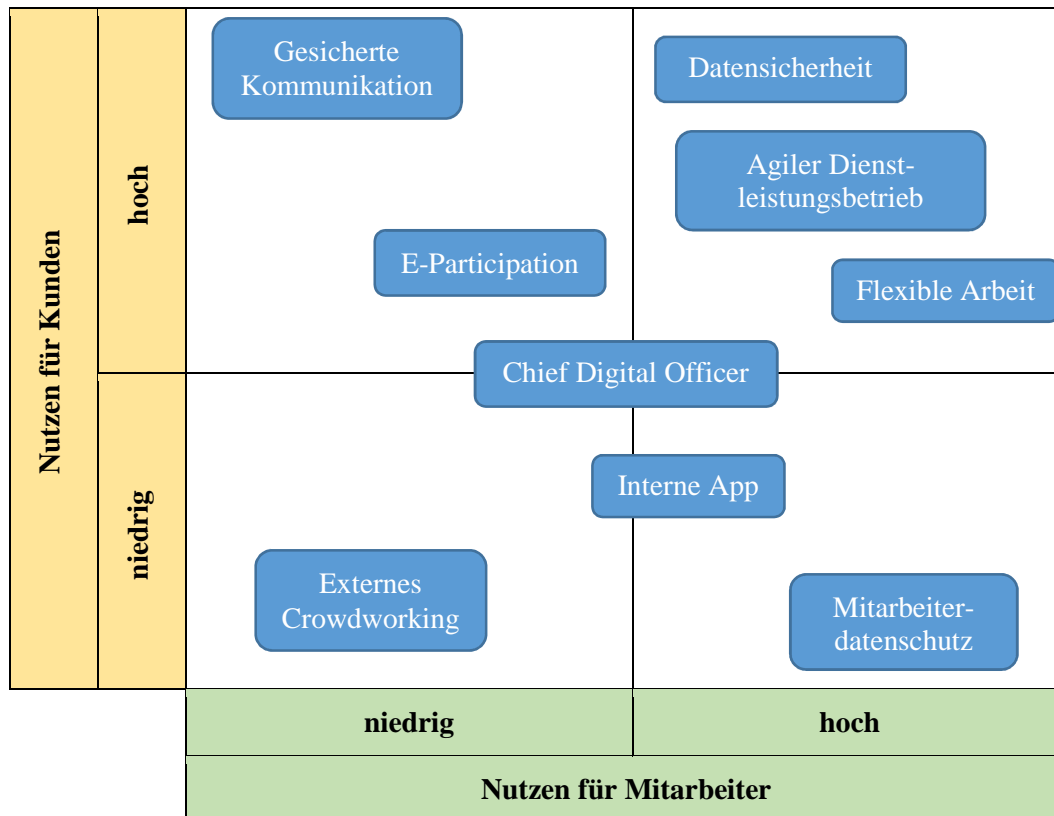 Nutzen für Kunden
hoch
niedrig
Gesicherte
Kommunikation
Datensicherheit
Agiler Dienst-
leistungsbetrieb
E-Participation
Flexible Arbeit
Chief Digital Officer
Interne App
Externes
Crowdworking
Mitarbeiter-
datenschutz
niedrig
hoch
Nutzen für Mitarbeiter